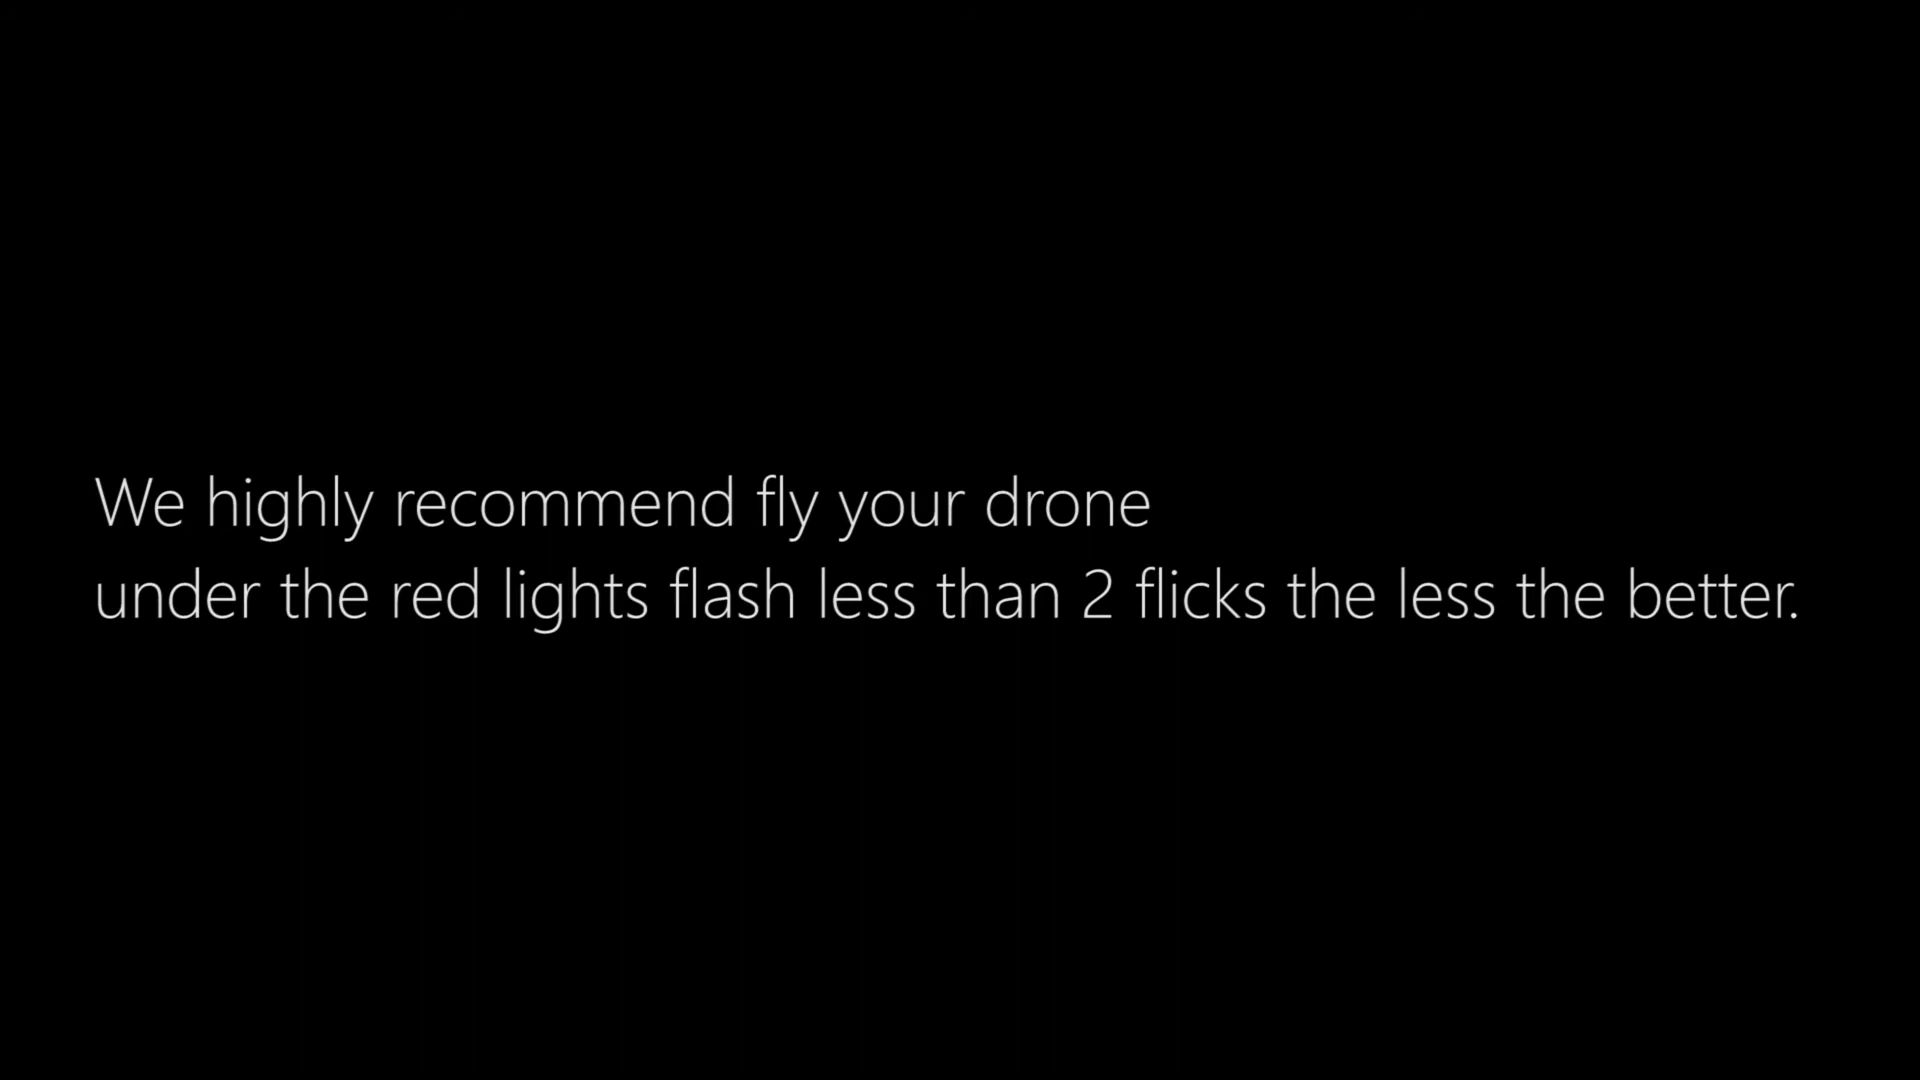 We highly recommend fly your drone
under the red lights flash less than 2 flicks the less the better.